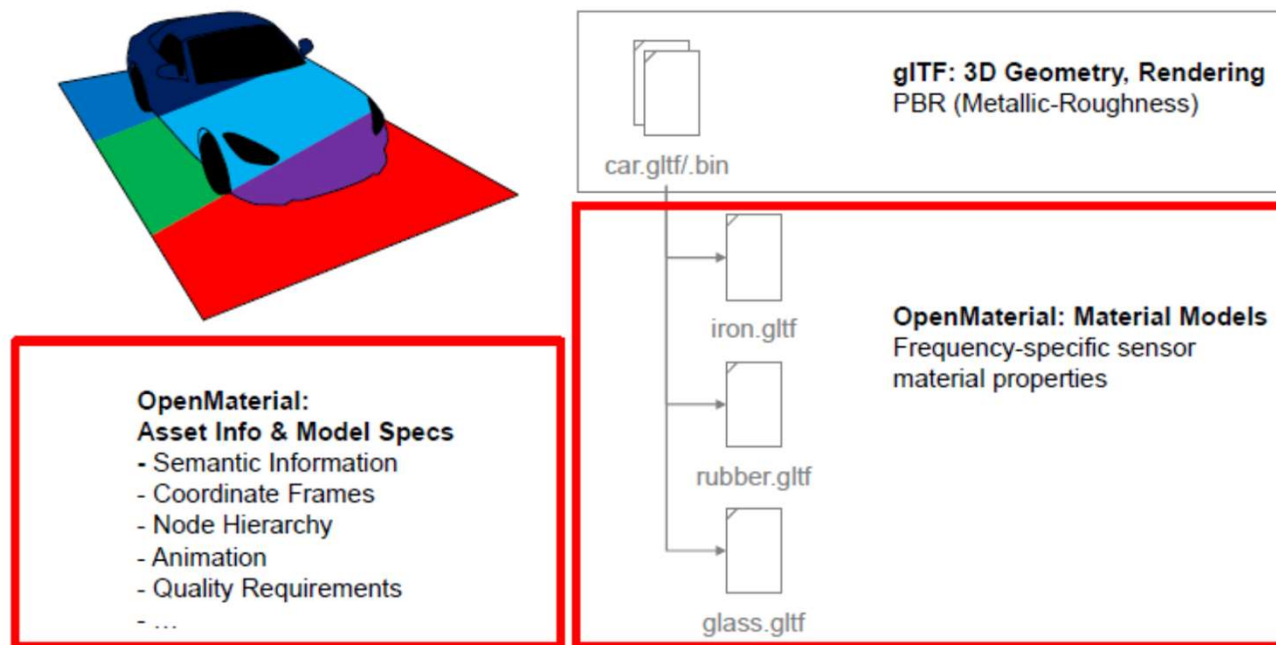 glTF: 3D Geometry, Rendering
PBR (Metallic-Roughness)
car.gltf/.bin
iron.gltf
OpenMaterial: Material Models
Frequency-specific sensor
material properties
rubber.gltf
glass.gltf
OpenMaterial:
Asset Info & Model Specs
- Semantic Information
- Coordinate Frames
- Node Hierarchy
- Animation
- Quality Requirements
- ...